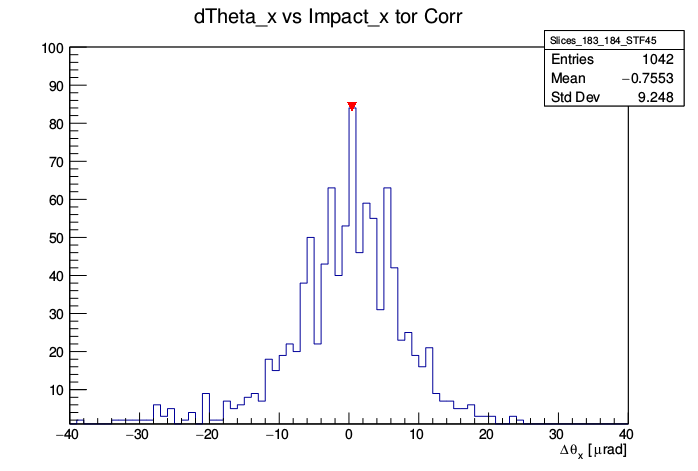 dTheta_x vs Impact_x tor Corr
Slices_183_184_STF45
Entries 1042
Mean −0.7553
Std Dev 9.248
100
90
80
70
60
50
40
30
20
10
−40 −30 −20 −10 0 10 20 30 40
Δθx [μrad]